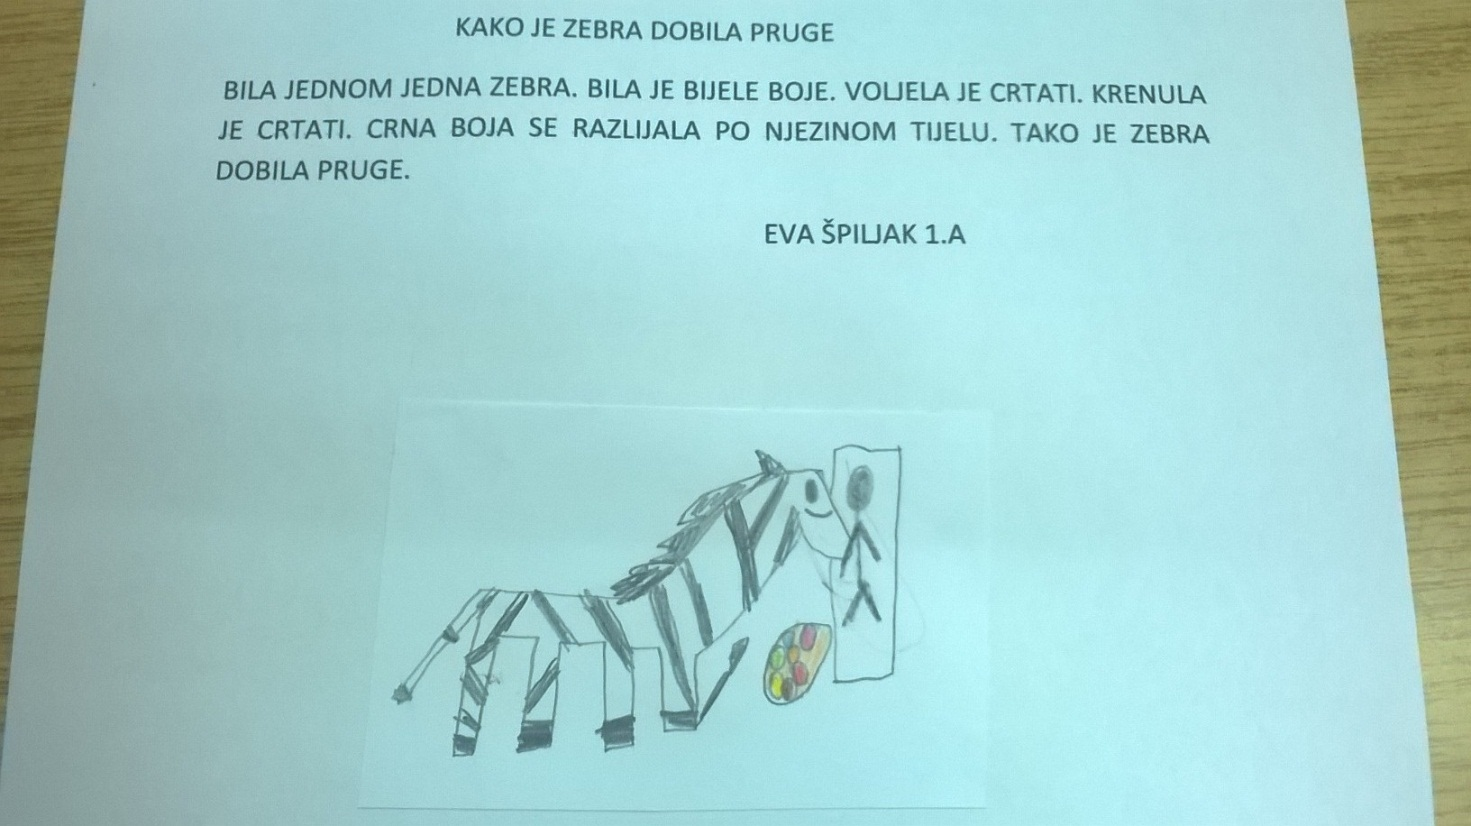 KAKO JE ZEBRA DOBILA PRUGE
BILA JEDNOM JEDNA ZEBRA. BILA JE BIJELE BOJE. VOLJELA JE CRTATI. KRENULA
JE CRTATI. CRNA BOJA SE RAZLIJALA PO NJEZINOM TIJELU. TAKO JE ZEBRA
DOBILA PRUGE.
EVA ŠPILJAK 1.A